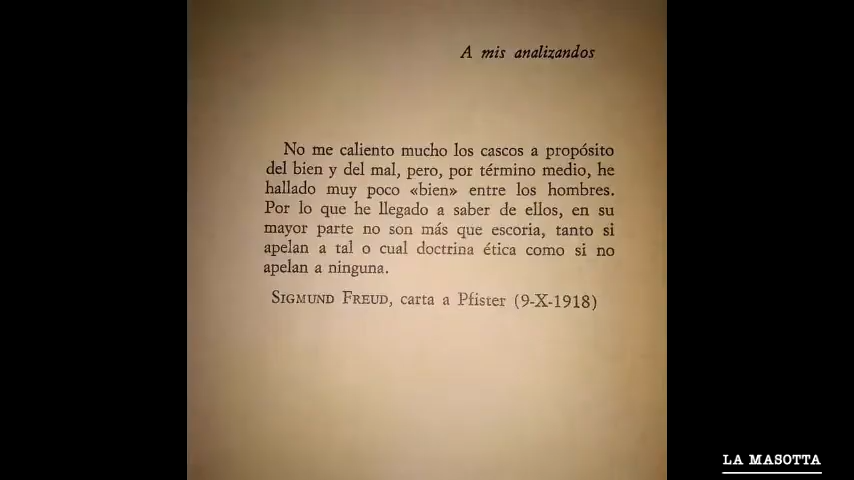 A mis analizandos
No me caliento mucho los cascos a propósito
del bien y del mal, pero, por término medio, he
hallado muy poco «bien» entre los hombres.
Por lo que he llegado a saber de ellos, en su
mayor parte no son más que escoria, tanto si
apelan a tal o cual doctrina ética como si no
apelan a ninguna.
SIGMUND FREUD, carta a Pfister (9-X-1918)
LA MASOTTA